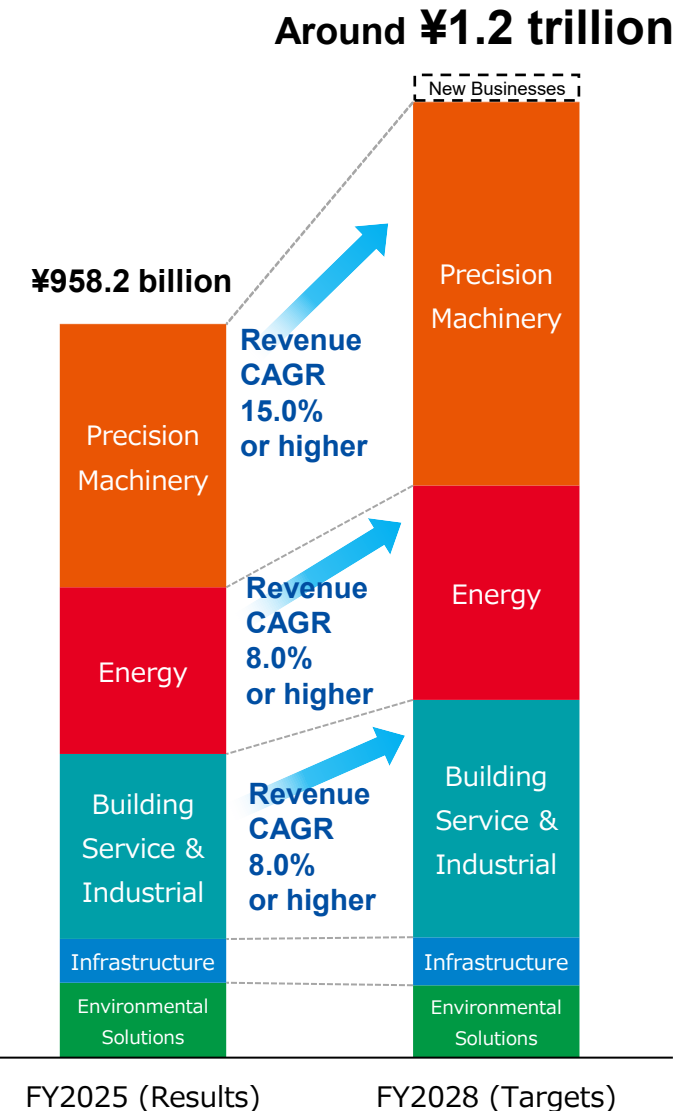 Around ¥1.2 trillion
New Businesses
¥958.2 billion
Precision
Machinery
Energy
Building
Service &
Industrial
Infrastructure
Environmental
Solutions
Revenue
CAGR
15.0%
or higher
Revenue
CAGR
8.0%
or higher
Revenue
CAGR
8.0%
or higher
Precision
Machinery
Energy
Building
Service &
Industrial
Infrastructure
Environmental
Solutions
FY2025 (Results)
FY2028 (Targets)